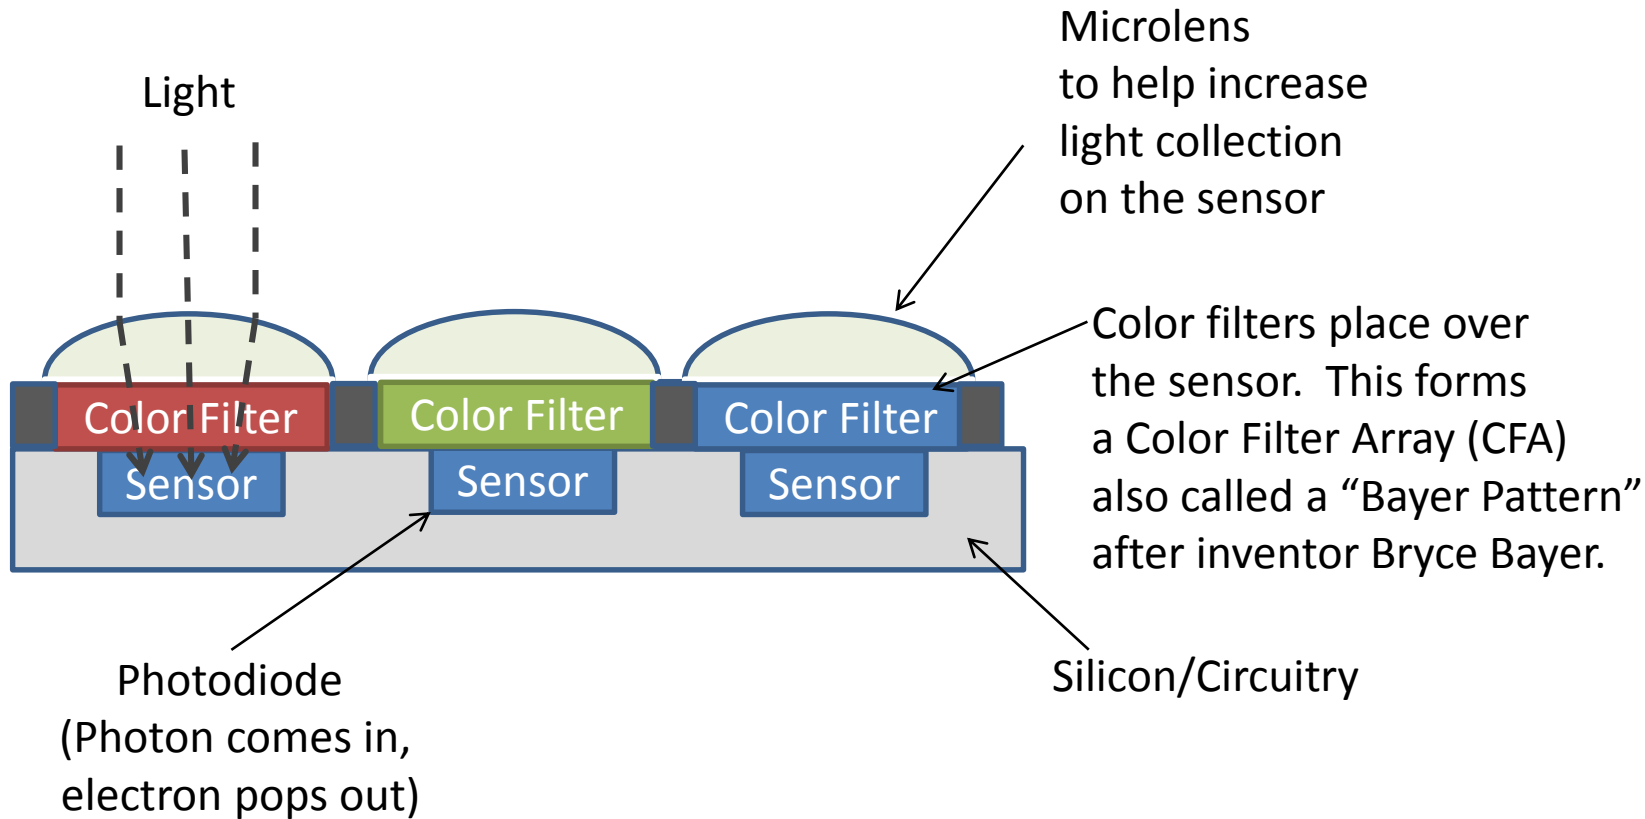 Microlens
to help increase
light collection
on the sensor
Light
Color filters place over
the sensor.  This forms
a Color Filter Array (CFA)
also called a “Bayer Pattern”
after inventor Bryce Bayer.
Color Filter
Color Filter
Color Filter
Sensor
Sensor
Sensor
Photodiode
(Photon comes in,
electron pops out)
Silicon/Circuitry